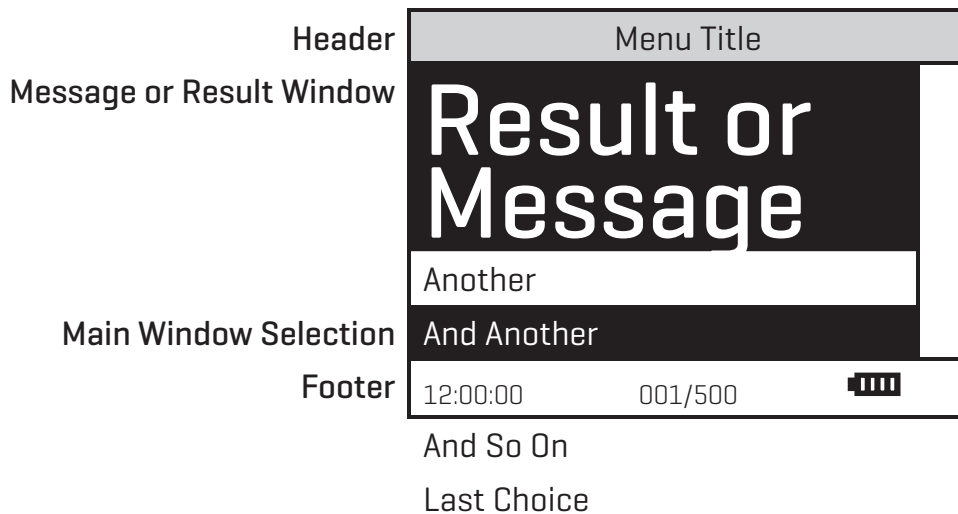 Header
Menu Title
Message or Result Window
Result or
Message
Another
Main Window Selection
And Another
Footer
12:00:00
001/500
And So On
Last Choice